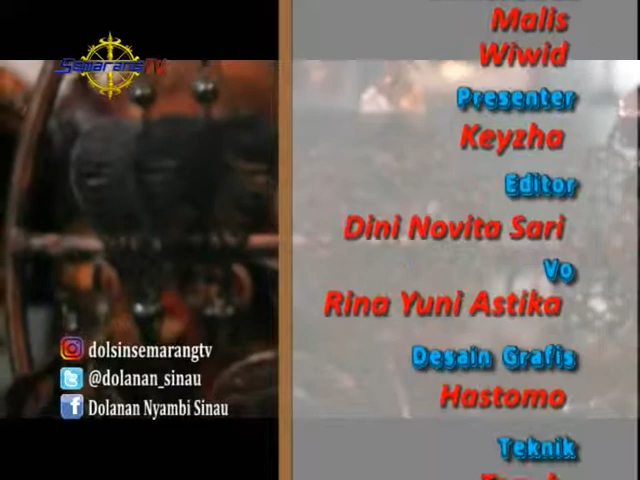 SemarangTV
Malis
Wiwid
Presenter
Keyzha
Editor
Dini Novita Sari
Vo
Rina Yuni Astika
Desain Grafis
Hastomo
Teknik
dolsinsemarangtv
@dolanan_sinau
Dolanan Nyambi Sinau